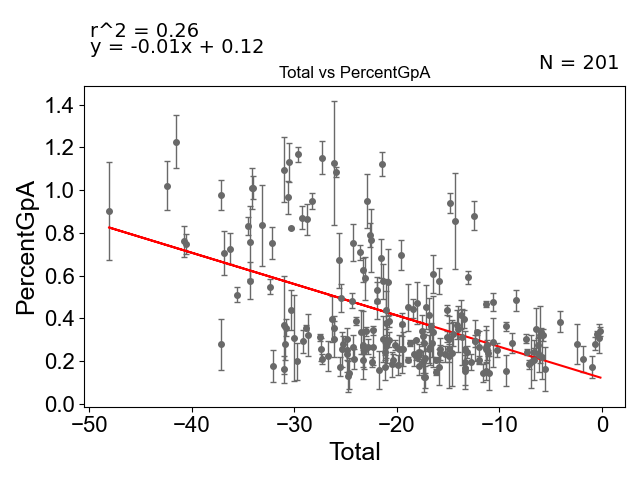 r^2 = 0.26
y = -0.01x + 0.12
N = 201
Total vs PercentGpA
1.4
1.2
1.0
0.8
0.6
0.4
0.2
0.0
PercentGpA
−50 −40 −30 −20 −10 0
Total